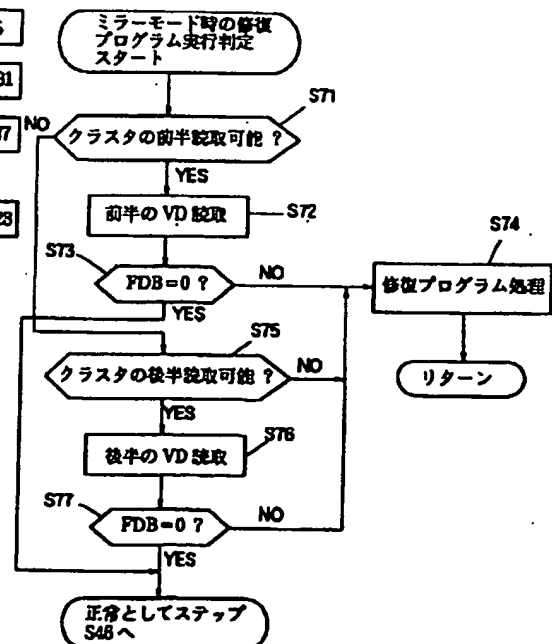 ミラーモード時の修復
プログラム実行判定
スタート
S71
クラスタの前半読取可能 ?
NO
YES
前半の VD 読取
S72
S73
FDB=0 ?
NO
YES
S74
修復プログラム処理
リターン
S75
クラスタの後半読取可能 ?
NO
YES
後半の VD 読取
S76
S77
FDB=0 ?
NO
YES
正常としてステップ
S46へ